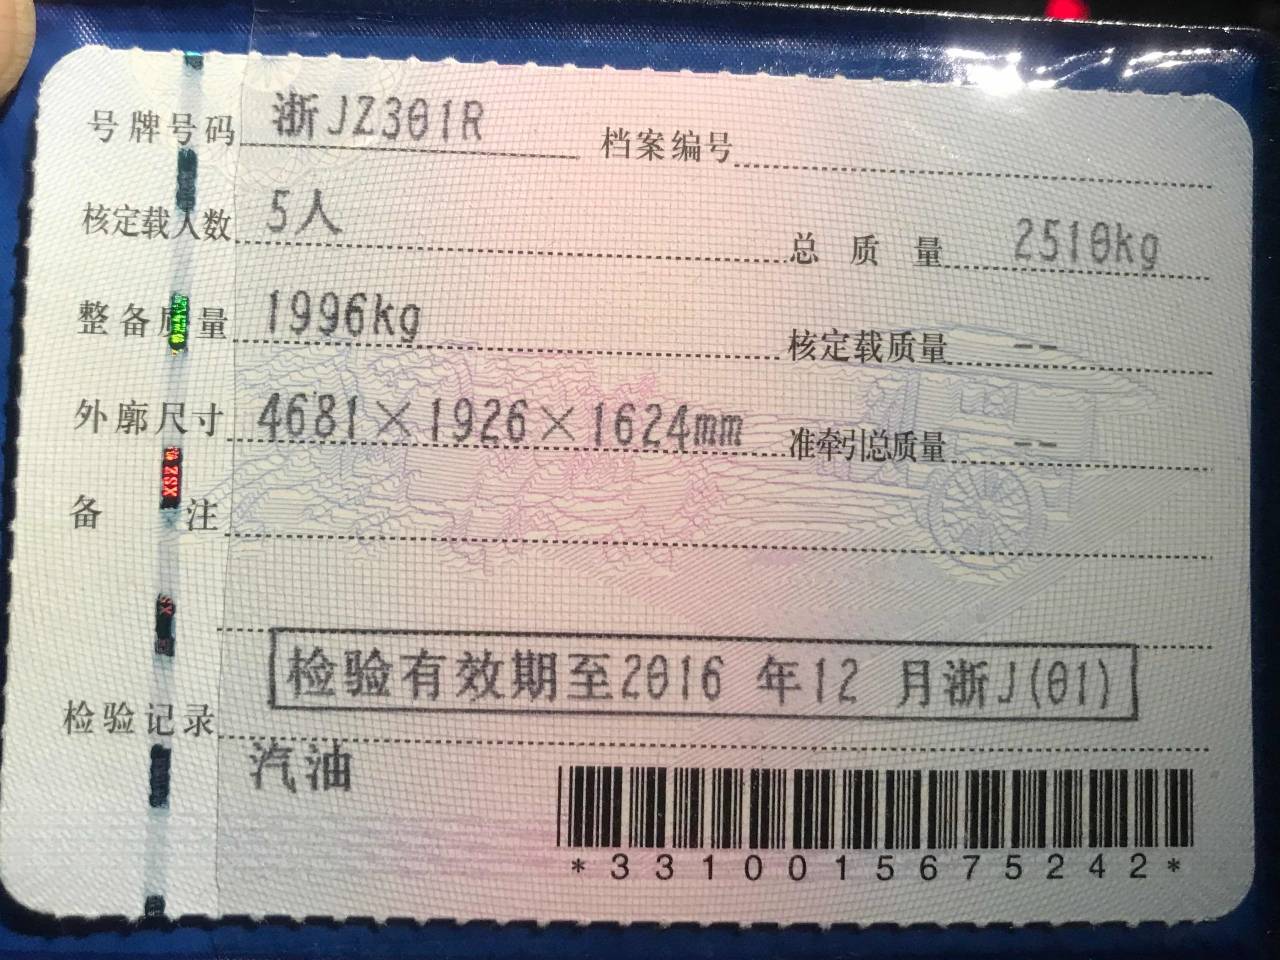 号牌号码 浙JZ301R 档案编号
核定载人数 5人 总质量 2510kg
整备质量 1996kg 核定载质量 --
外廓尺寸 4681×1926×1624mm 准牵引总质量 --
备注
检验有效期至2016 年12 月浙J(01)
检验记录
汽油
*3310015675242*